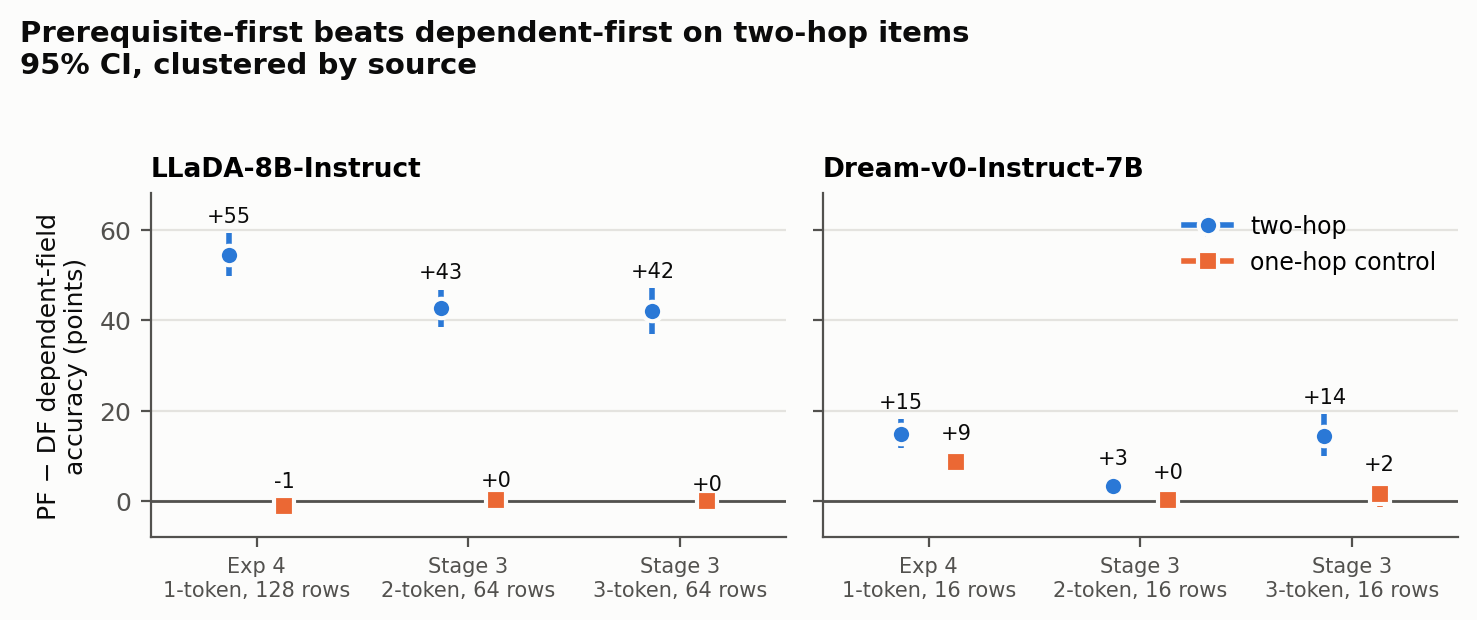 Prerequisite-first beats dependent-first on two-hop items
95% CI, clustered by source
LLaDA-8B-Instruct
Dream-v0-Instruct-7B
PF − DF dependent-field
accuracy (points)
60
40
20
0
+55
+43
+42
-1
+0
+0
two-hop
one-hop control
+15
+9
+3
+0
+14
+2
Exp 4
1-token, 128 rows
Stage 3
2-token, 64 rows
Stage 3
3-token, 64 rows
Exp 4
1-token, 16 rows
Stage 3
2-token, 16 rows
Stage 3
3-token, 16 rows